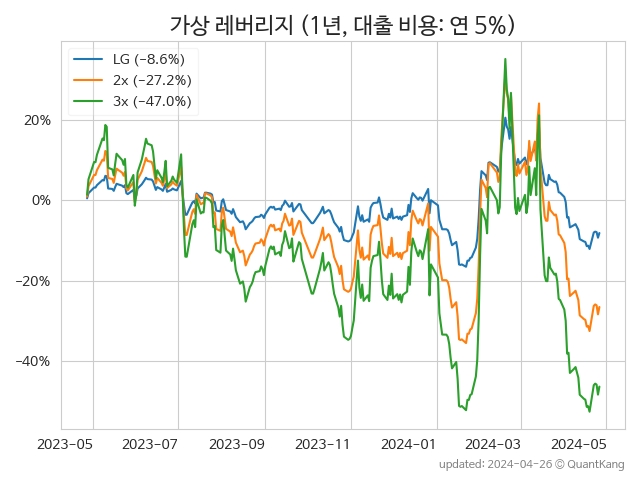 가상 레버리지 (1년, 대출 비용: 연 5%)
LG (−8.6%)
2x (−27.2%)
3x (−47.0%)
20%
0%
−20%
−40%
2023-05 2023-07 2023-09 2023-11 2024-01 2024-03 2024-05
updated: 2024-04-26 © QuantKang